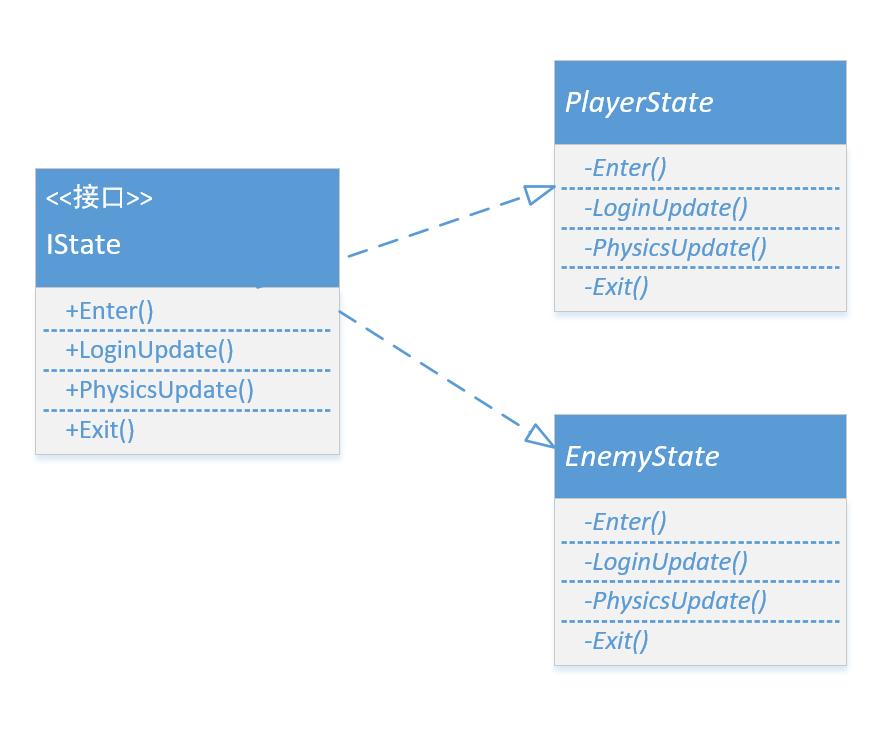 <<接口>>
IState
+Enter()
+LoginUpdate()
+PhysicsUpdate()
+Exit()
PlayerState
-Enter()
-LoginUpdate()
-PhysicsUpdate()
-Exit()
EnemyState
-Enter()
-LoginUpdate()
-PhysicsUpdate()
-Exit()